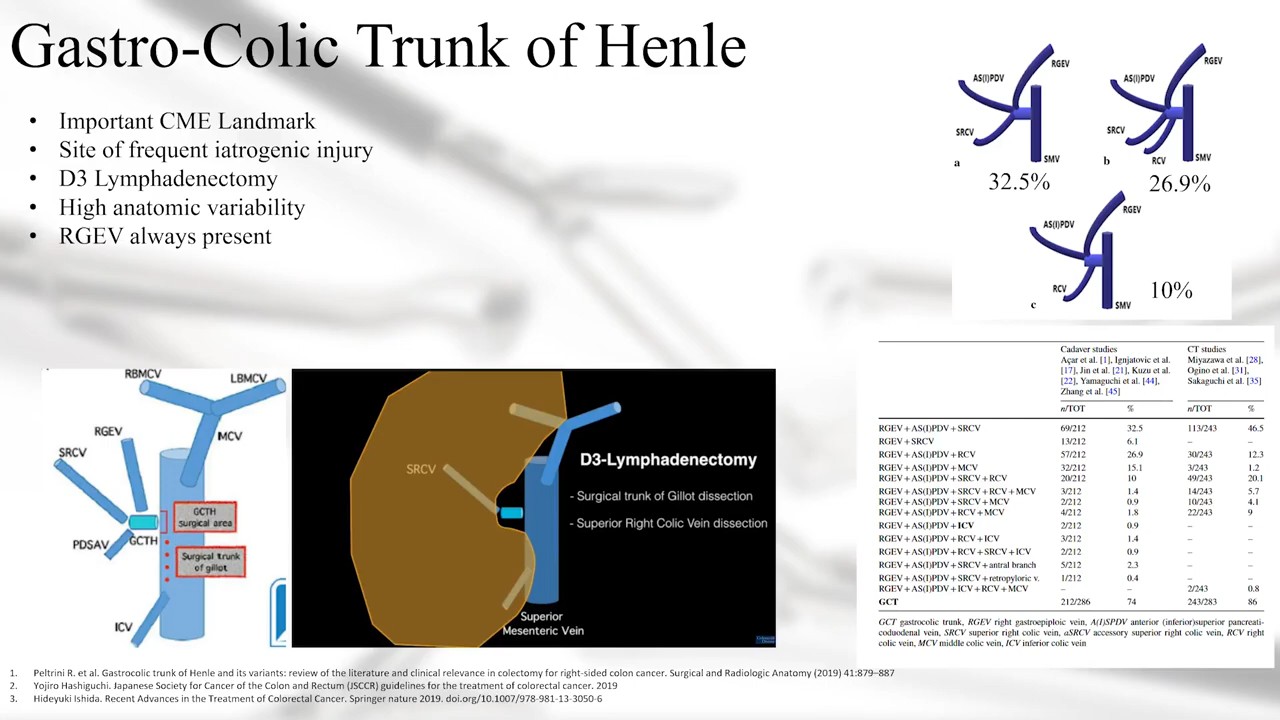 Gastro-Colic Trunk of Henle
• Important CME Landmark
• Site of frequent iatrogenic injury
• D3 Lymphadenectomy
• High anatomic variability
• RGEV always present
RGEV
AS(I)PDV
SRCV
SMV
a
32.5%
RGEV
AS(I)PDV
SRCV
RCV
SMV
b
26.9%
RGEV
AS(I)PDV
RCV
SMV
c
10%
RBMCV
LBMCV
MCV
RGEV
SRCV
GCTH
surgical area
PDSAV
GCTH
Surgical trunk
of gillot
ICV
SRCV
D3-Lymphadenectomy
- Surgical trunk of Gillot dissection
- Superior Right Colic Vein dissection
Superior
Mesenteric Vein
Cadaver studies
Açar et al. [1], Ignjatovic et al.
[17], Jin et al. [21], Kuzu et al.
[22], Yamaguchi et al. [44],
Zhang et al. [45]
CT studies
Miyazawa et al. [28],
Ogino et al. [31],
Sakaguchi et al. [35]
n/TOT % n/TOT %
RGEV + AS(I)PDV + SRCV 69/212 32.5 113/243 46.5
RGEV + SRCV 13/212 6.1 – –
RGEV + AS(I)PDV + RCV 57/212 26.9 30/243 12.3
RGEV + AS(I)PDV + MCV 32/212 15.1 3/243 1.2
RGEV + AS(I)PDV + SRCV + RCV 20/212 10 49/243 20.1
RGEV + AS(I)PDV + SRCV + RCV + MCV 3/212 1.4 14/243 5.7
RGEV + AS(I)PDV + SRCV + MCV 2/212 0.9 10/243 4.1
RGEV + AS(I)PDV + RCV + MCV 4/212 1.8 22/243 9
RGEV + AS(I)PDV + ICV 2/212 0.9 – –
RGEV + AS(I)PDV + RCV + ICV 3/212 1.4 – –
RGEV + AS(I)PDV + RCV + SRCV + ICV 2/212 0.9 – –
RGEV + AS(I)PDV + SRCV + antral branch 5/212 2.3 – –
RGEV + AS(I)PDV + SRCV + retropyloric v. 1/212 0.4 – –
RGEV + AS(I)PDV + ICV + RCV + MCV – – 2/243 0.8
GCT 212/286 74 243/283 86
GCT gastrocolic trunk, RGEV right gastroepiploic vein, A(I)SPDV anterior (inferior)superior pancreati-
coduodenal vein, SRCV superior right colic vein, aSRCV accessory superior right colic vein, RCV right
colic vein, MCV middle colic vein, ICV inferior colic vein
1. Peltrini R. et al. Gastrocolic trunk of Henle and its variants: review of the literature and clinical relevance in colectomy for right-sided colon cancer. Surgical and Radiologic Anatomy (2019) 41:879–887
2. Yojiro Hashiguchi. Japanese Society for Cancer of the Colon and Rectum (JSCCR) guidelines for the treatment of colorectal cancer. 2019
3. Hideyuki Ishida. Recent Advances in the Treatment of Colorectal Cancer. Springer nature 2019. doi.org/10.1007/978-981-13-3050-6